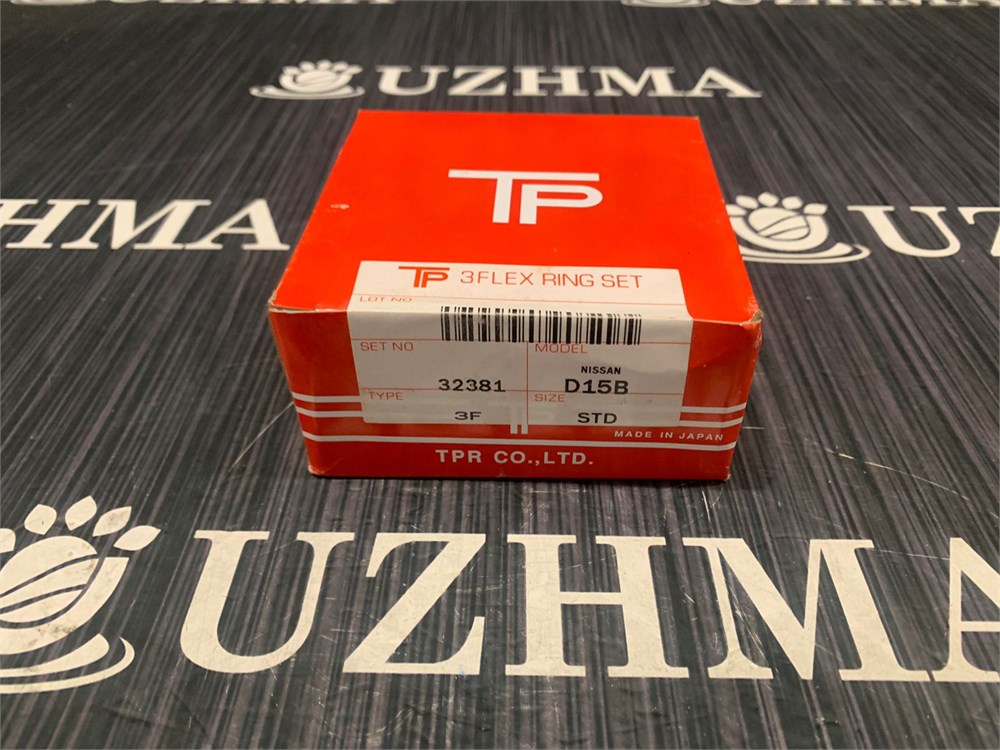 UZHMA
HMA
UZ
TP
TP 3FLEX RING SET
LOT NO
SET NO
MODEL
NISSAN
32381
D15B
TYPE
SIZE
3F
STD
MADE IN JAPAN
TPR CO.,LTD.
UZHMA